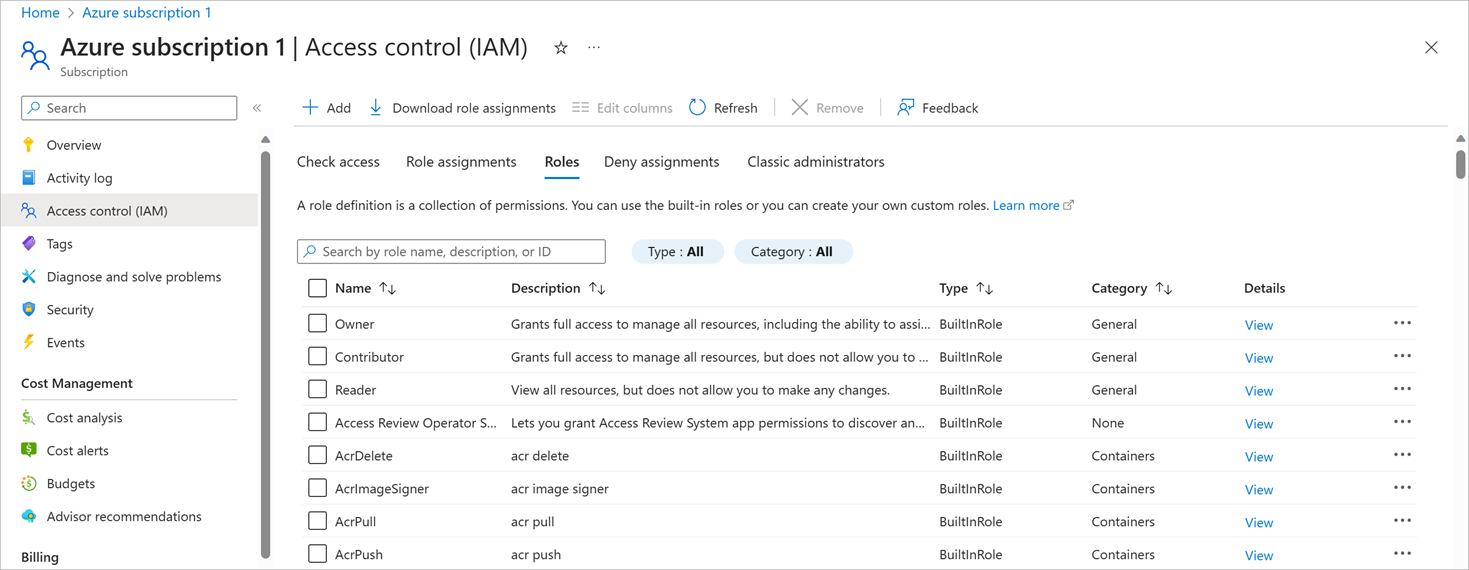 Home > Azure subscription 1
Azure subscription 1 | Access control (IAM) ☆ ...
Subscription
Search «
Add Download role assignments Edit columns Refresh Remove Feedback
Overview
Activity log
Access control (IAM)
Tags
Diagnose and solve problems
Security
Events
Cost Management
Cost analysis
Cost alerts
Budgets
Advisor recommendations
Billing
Check access Role assignments Roles Deny assignments Classic administrators
A role definition is a collection of permissions. You can use the built-in roles or you can create your own custom roles. Learn more
Search by role name, description, or ID Type : All Category : All
Name ↑↓ Description ↑↓ Type ↑↓ Category ↑↓ Details
Owner Grants full access to manage all resources, including the ability to assi... BuiltInRole General View ...
Contributor Grants full access to manage all resources, but does not allow you to ... BuiltInRole General View ...
Reader View all resources, but does not allow you to make any changes. BuiltInRole General View ...
Access Review Operator S... Lets you grant Access Review System app permissions to discover an... BuiltInRole None View ...
AcrDelete acr delete BuiltInRole Containers View ...
AcrImageSigner acr image signer BuiltInRole Containers View ...
AcrPull acr pull BuiltInRole Containers View ...
AcrPush acr push BuiltInRole Containers View ...